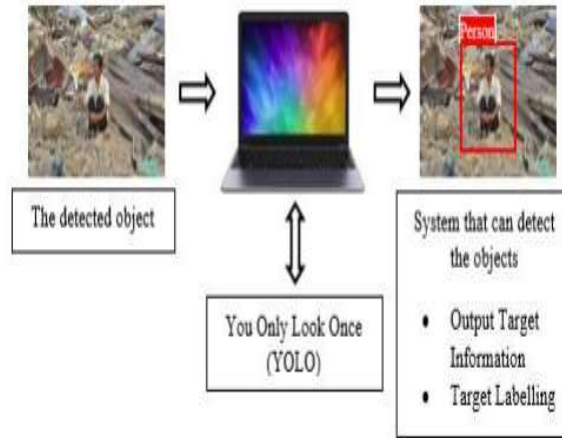 Person
The detected object
You Only Look Once
(YOLO)
System that can detect
the objects
• Output Target
Information
• Target Labelling